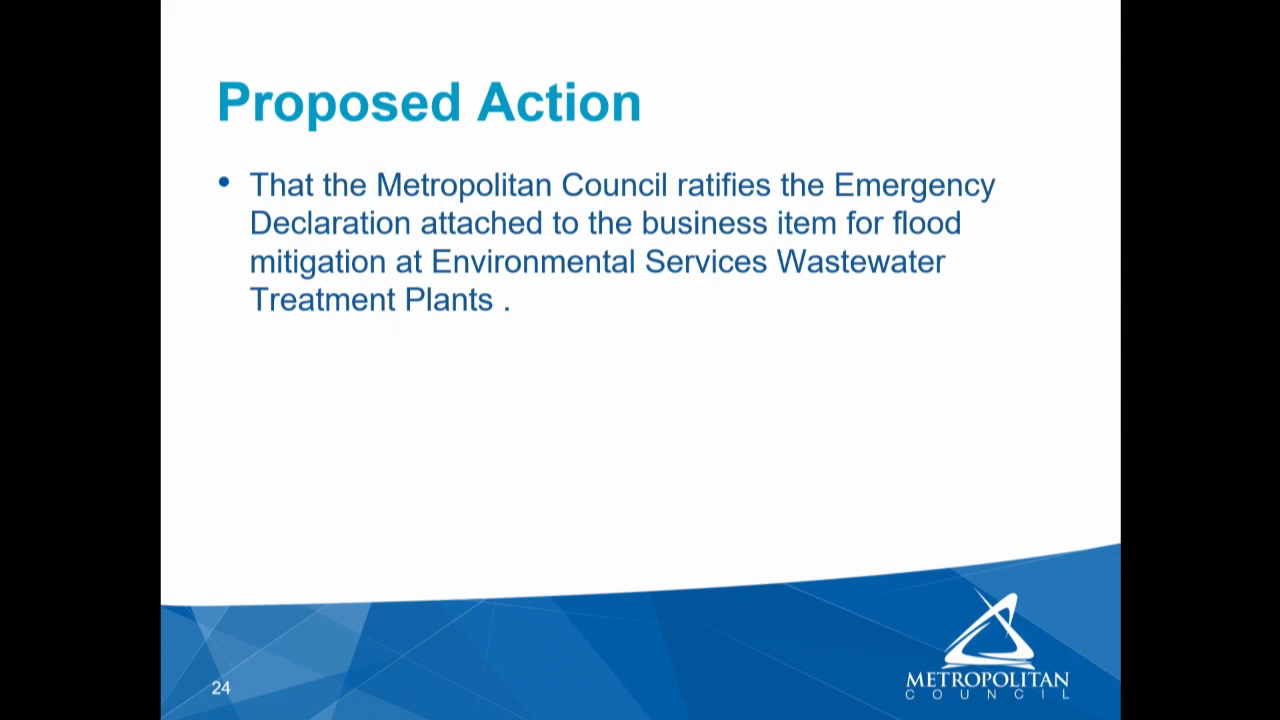 Proposed Action
• That the Metropolitan Council ratifies the Emergency
Declaration attached to the business item for flood
mitigation at Environmental Services Wastewater
Treatment Plants .
24
METROPOLITAN
COUNCIL